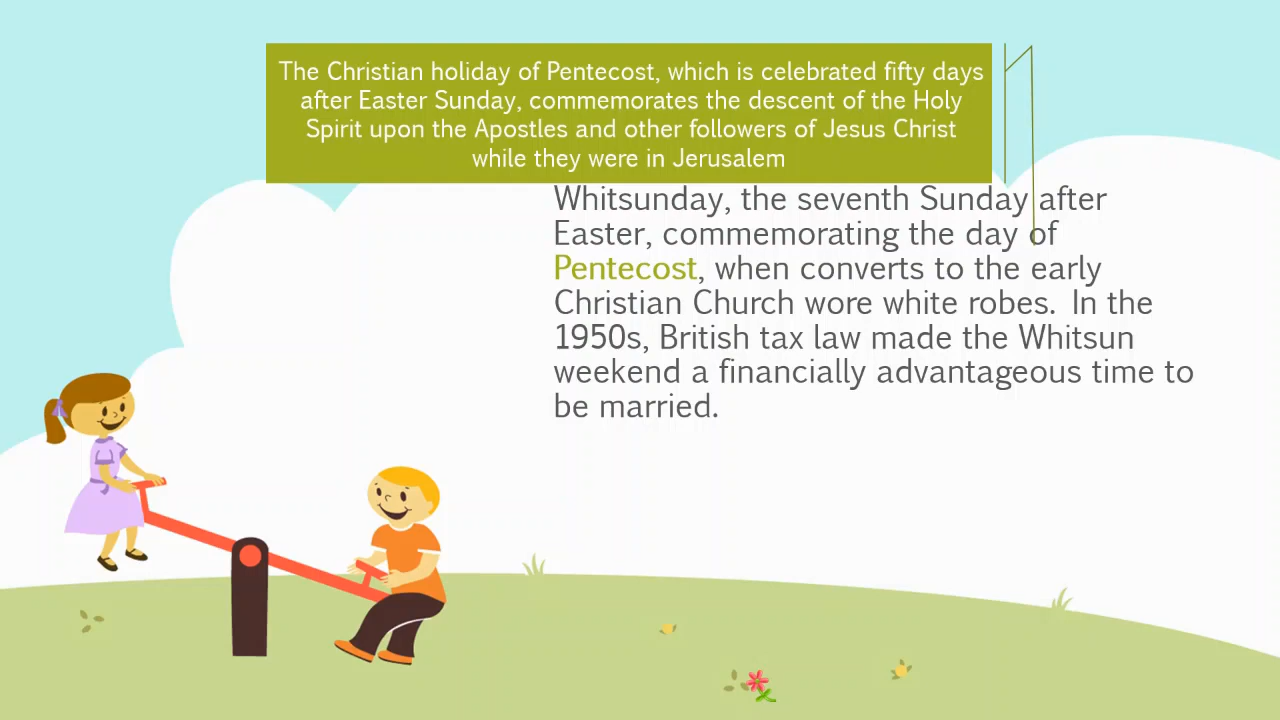 The Christian holiday of Pentecost, which is celebrated fifty days
after Easter Sunday, commemorates the descent of the Holy
Spirit upon the Apostles and other followers of Jesus Christ
while they were in Jerusalem
Whitsunday, the seventh Sunday after
Easter, commemorating the day of
Pentecost, when converts to the early
Christian Church wore white robes. In the
1950s, British tax law made the Whitsun
weekend a financially advantageous time to
be married.